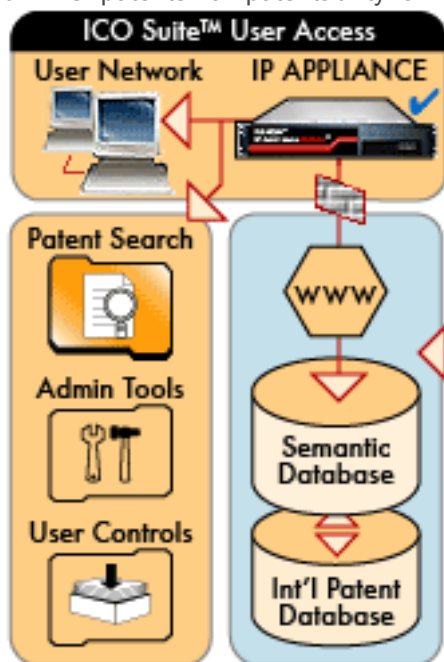 ICO Suite™ User Access
User Network
IP APPLIANCE
Patent Search
Admin Tools
User Controls
www
Semantic
Database
Int'l Patent
Database